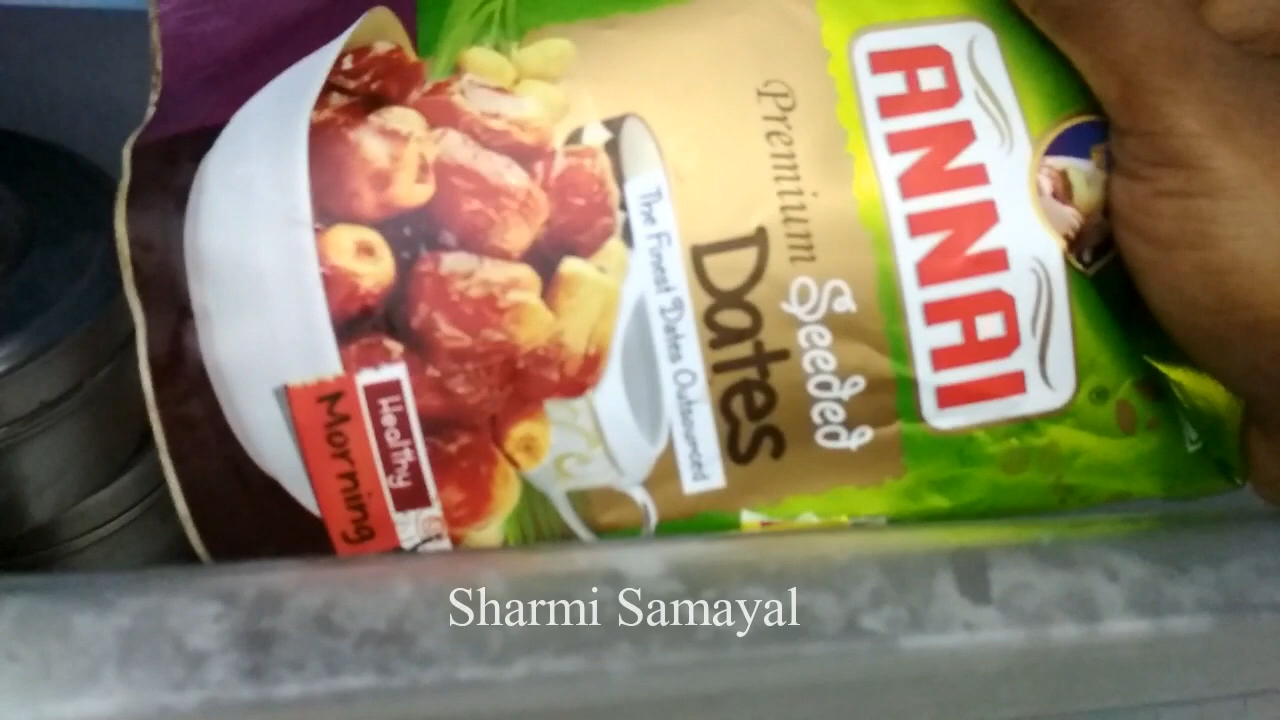 ANNAI
Premium Seeded
Dates
The Finest Dates Outsourced
Healthy
Morning
Sharmi Samayal